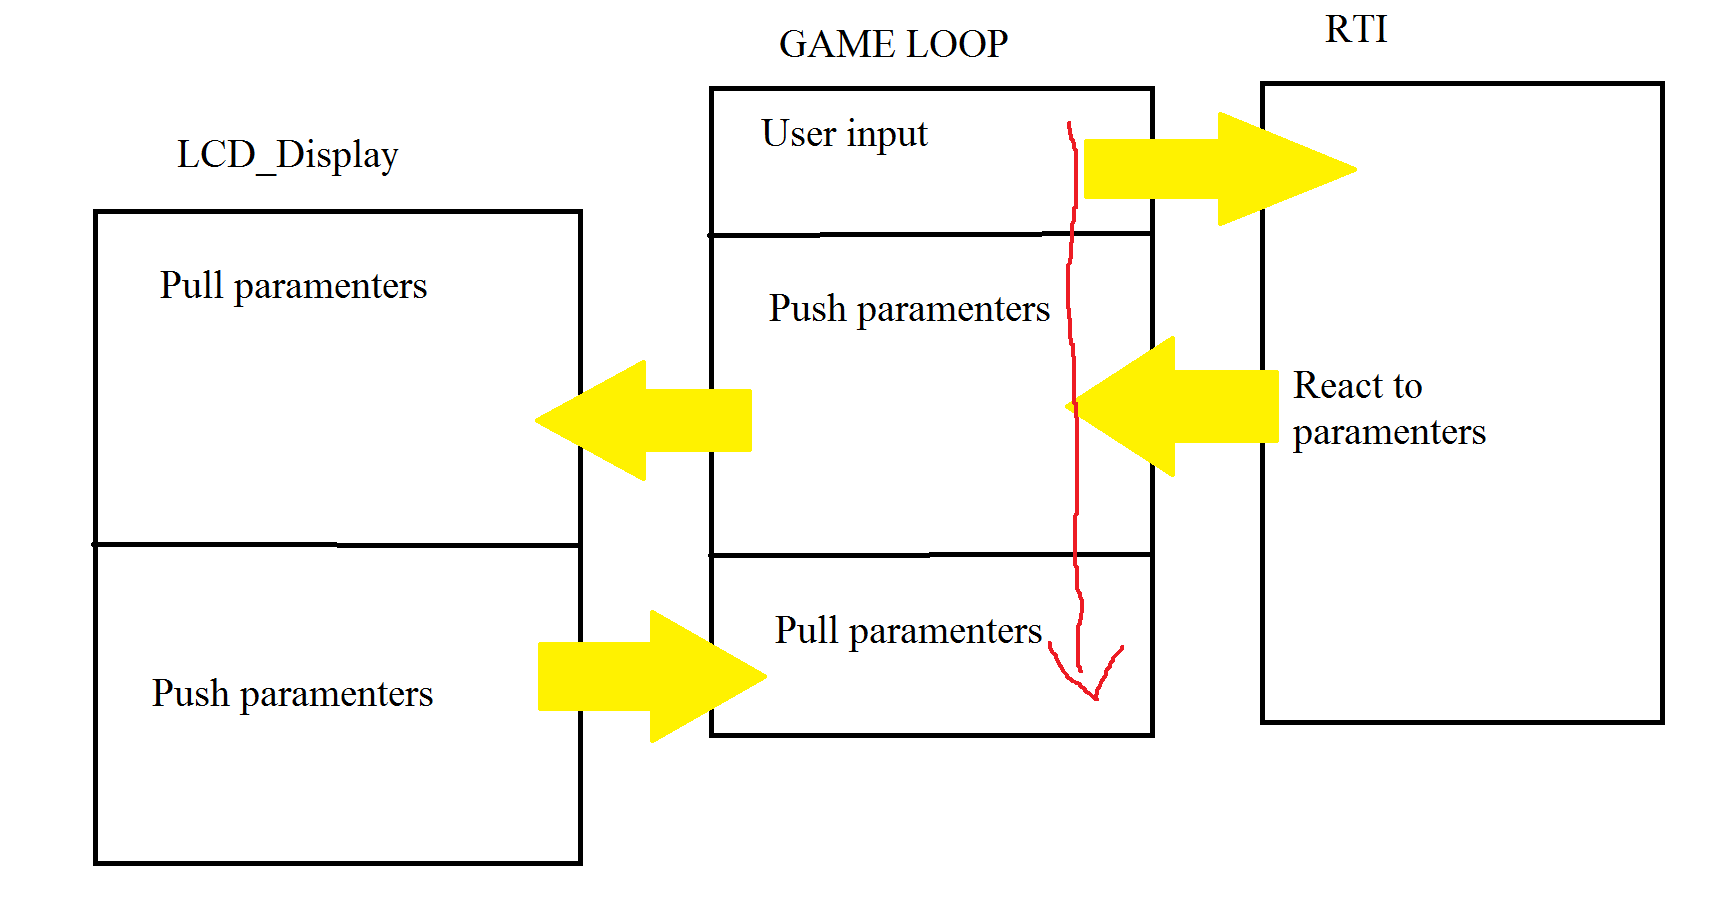 LCD_Display
Pull paramenters
Push paramenters
GAME LOOP
User input
Push paramenters
Pull paramenters
RTI
React to
paramenters